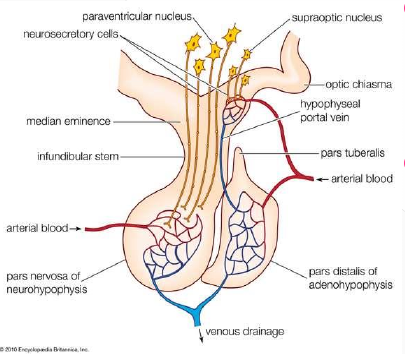 paraventricular nucleus
supraoptic nucleus
neurosecretory cells
optic chiasma
hypophyseal
portal vein
median eminence
pars tuberalis
infundibular stem
arterial blood
arterial blood
pars nervosa of
neurohypophysis
pars distalis of
adenohypophysis
venous drainage
© 2010 Encyclopædia Britannica, Inc.